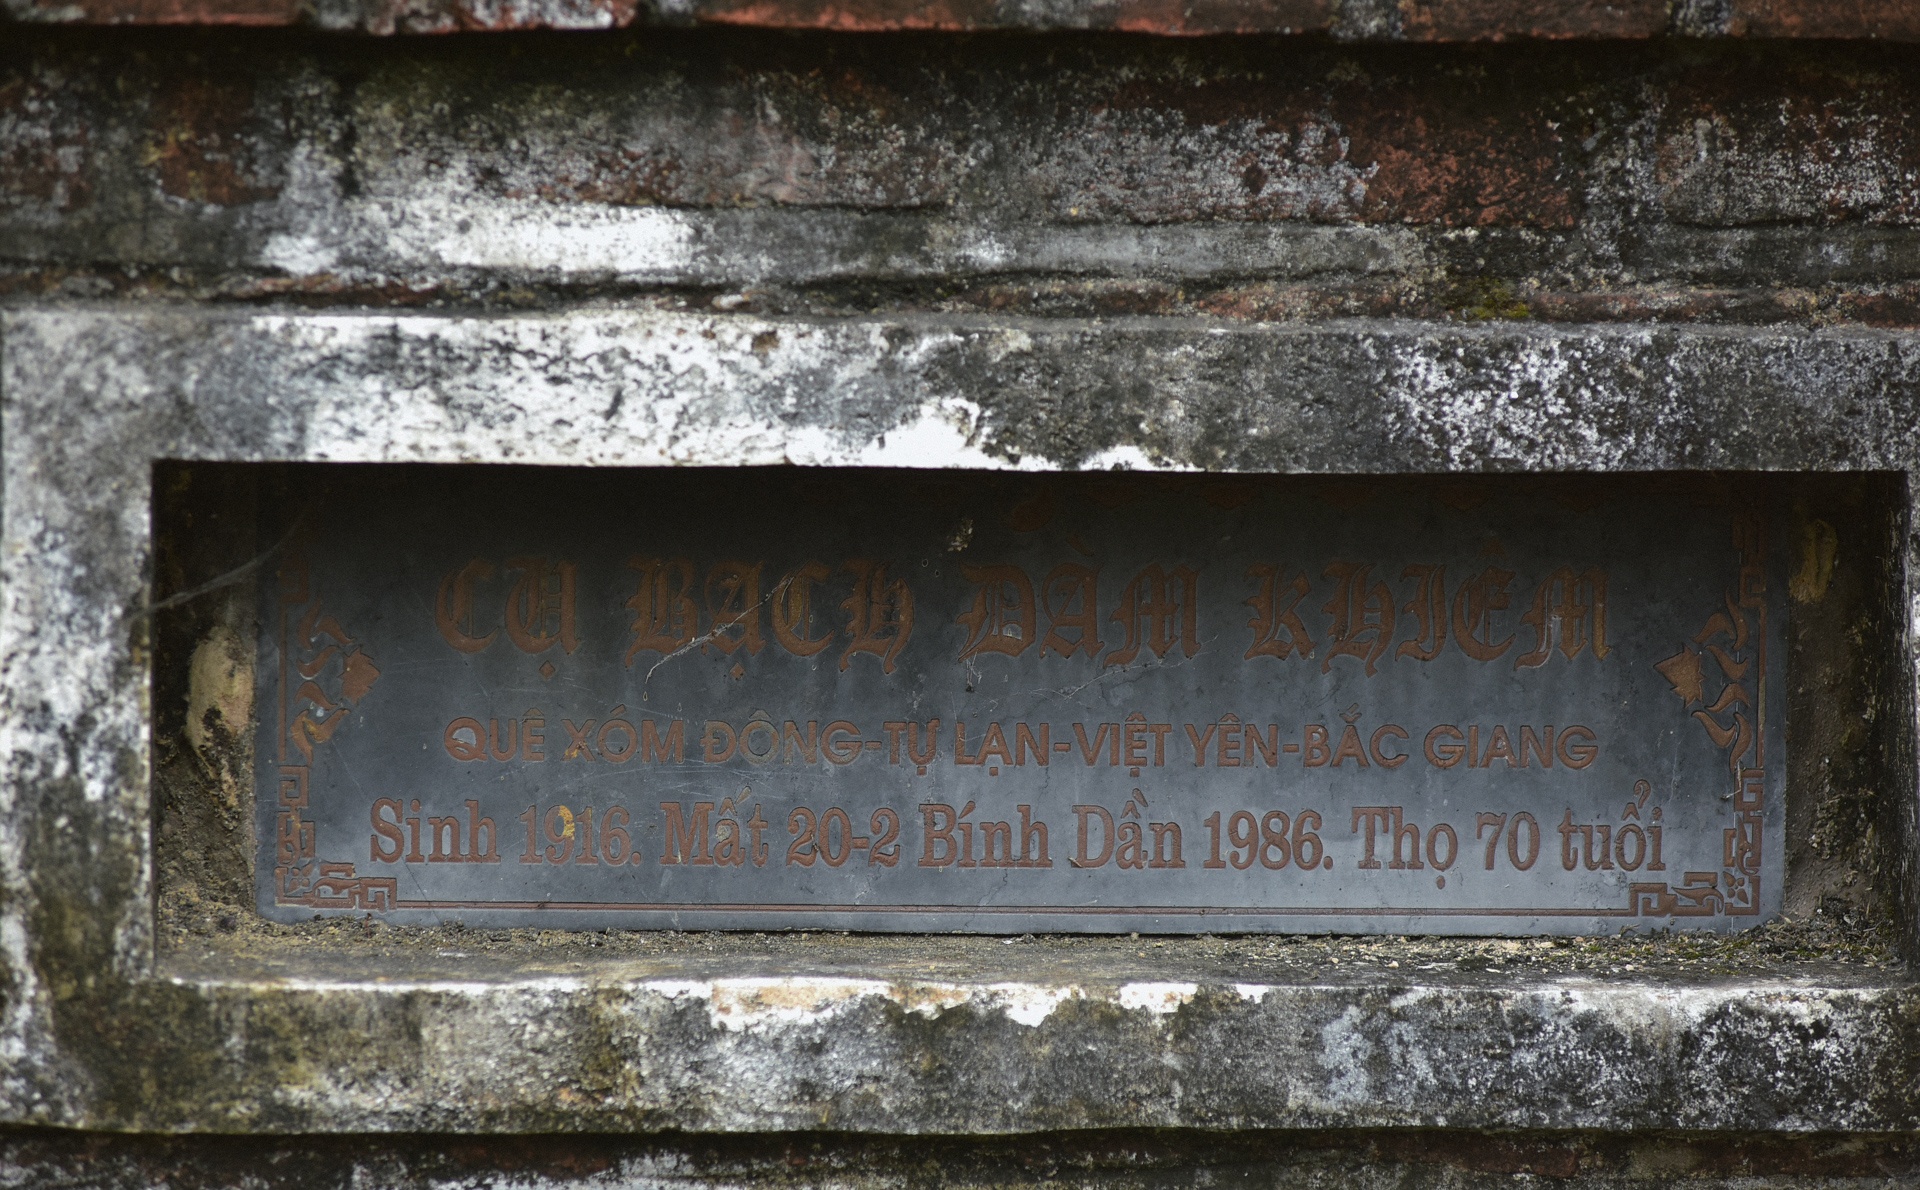 CỤ BẠCH ĐÀM KHIÊM
QUÊ XÓM ĐÔNG-TỰ LẠN-VIỆT YÊN-BẮC GIANG
Sinh 1916. Mất 20-2 Bính Dần 1986. Thọ 70 tuổi